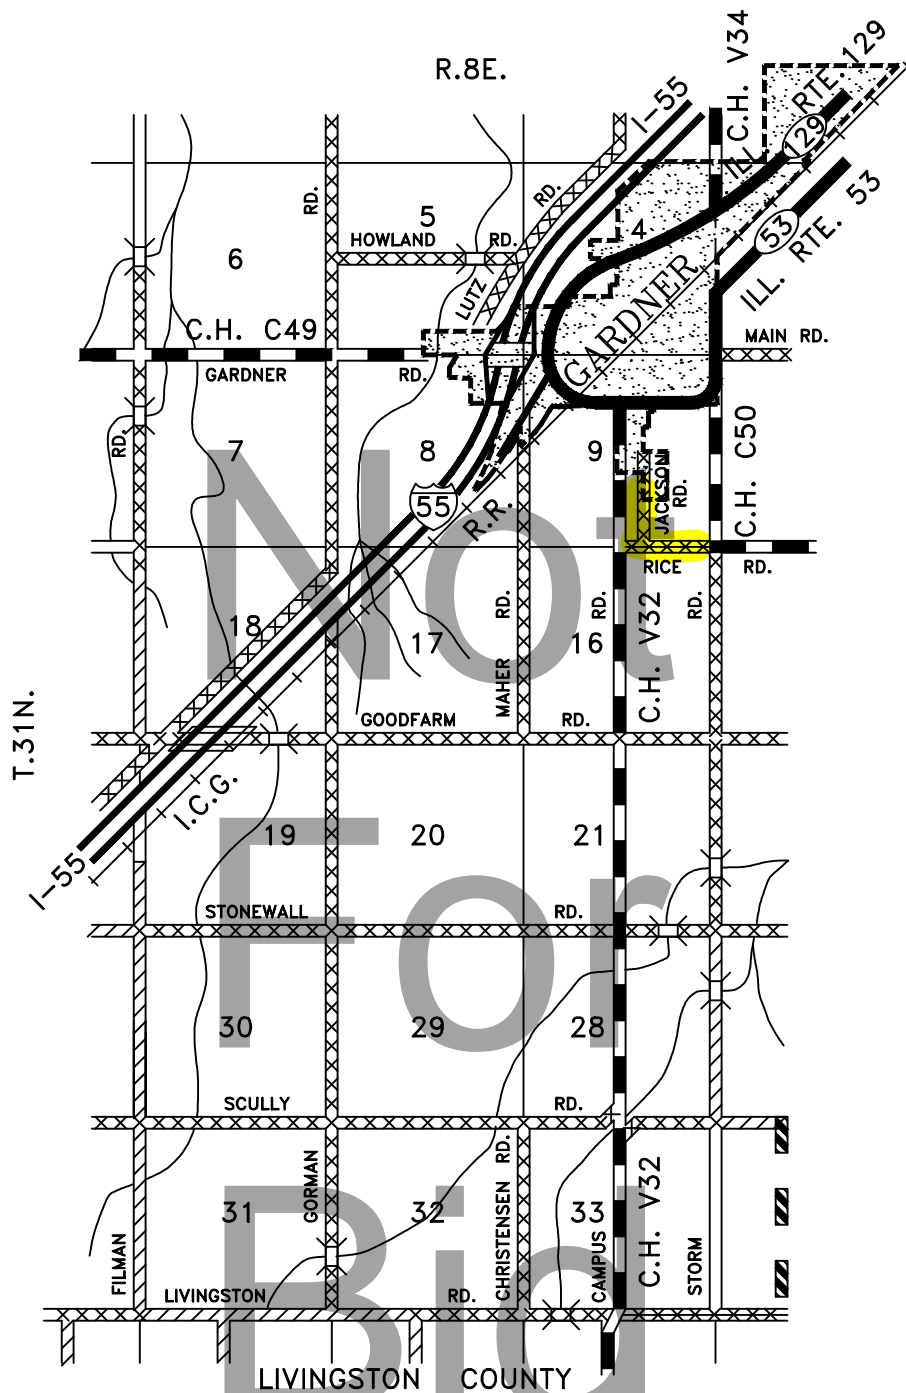 R.8E.
I-55
C.H. V34
ILL. RTE. 129
129
ILL. RTE. 53
53
RD.
RD.
5
4
HOWLAND RD.
6
LUTZ
GARDNER
C.H. C49
MAIN RD.
GARDNER RD.
RD.
7
8
9
JACKSON RD.
C.H. C50
55
R.R.
RICE RD.
Not
18
17
16
MAHER RD.
RD.
C.H. V32
RD.
GOODFARM RD.
T.31N.
I.C.G.
19
20
21
I-55
For
STONEWALL RD.
30
29
28
SCULLY RD.
31
GORMAN
32
CHRISTENSEN RD.
33
C.H. V32
FILMAN
CAMPUS
STORM
Bid
LIVINGSTON RD.
LIVINGSTON COUNTY